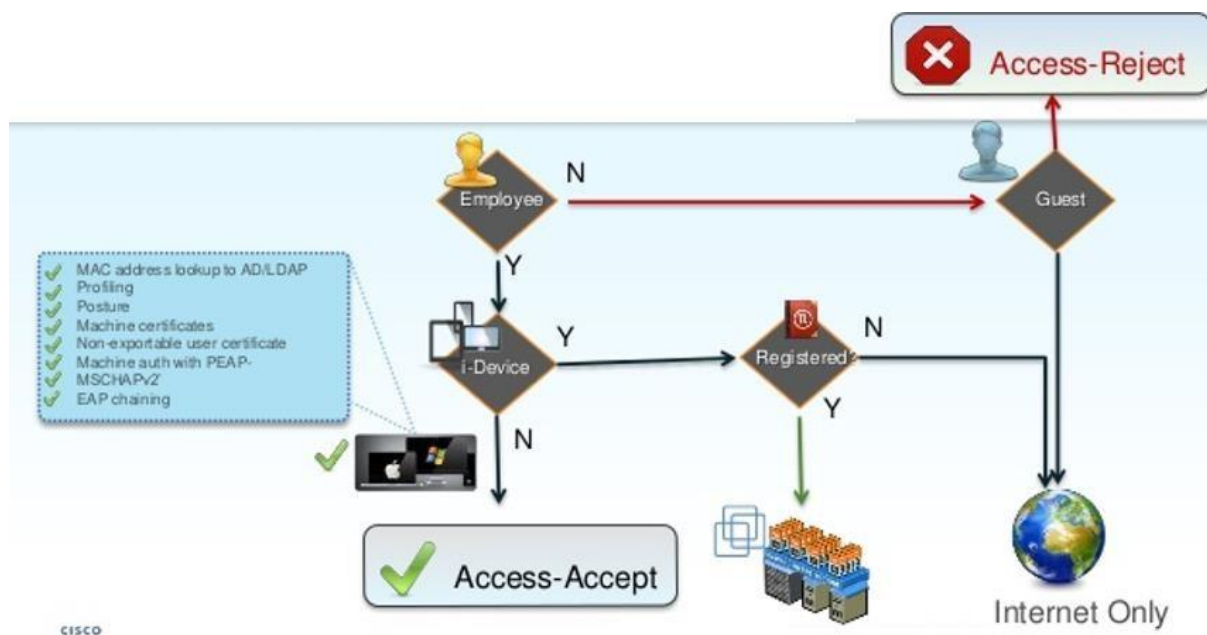 Access-Reject
N
Employee
Guest
Y
MAC address lookup to AD/LDAP
Profiling
Posture
Machine certificates
Non-exportable user certificate
Machine auth with PEAP-
MSCHAPv2'
EAP chaining
i-Device
Y
Registered?
N
Y
N
Access-Accept
Internet Only
CISCO